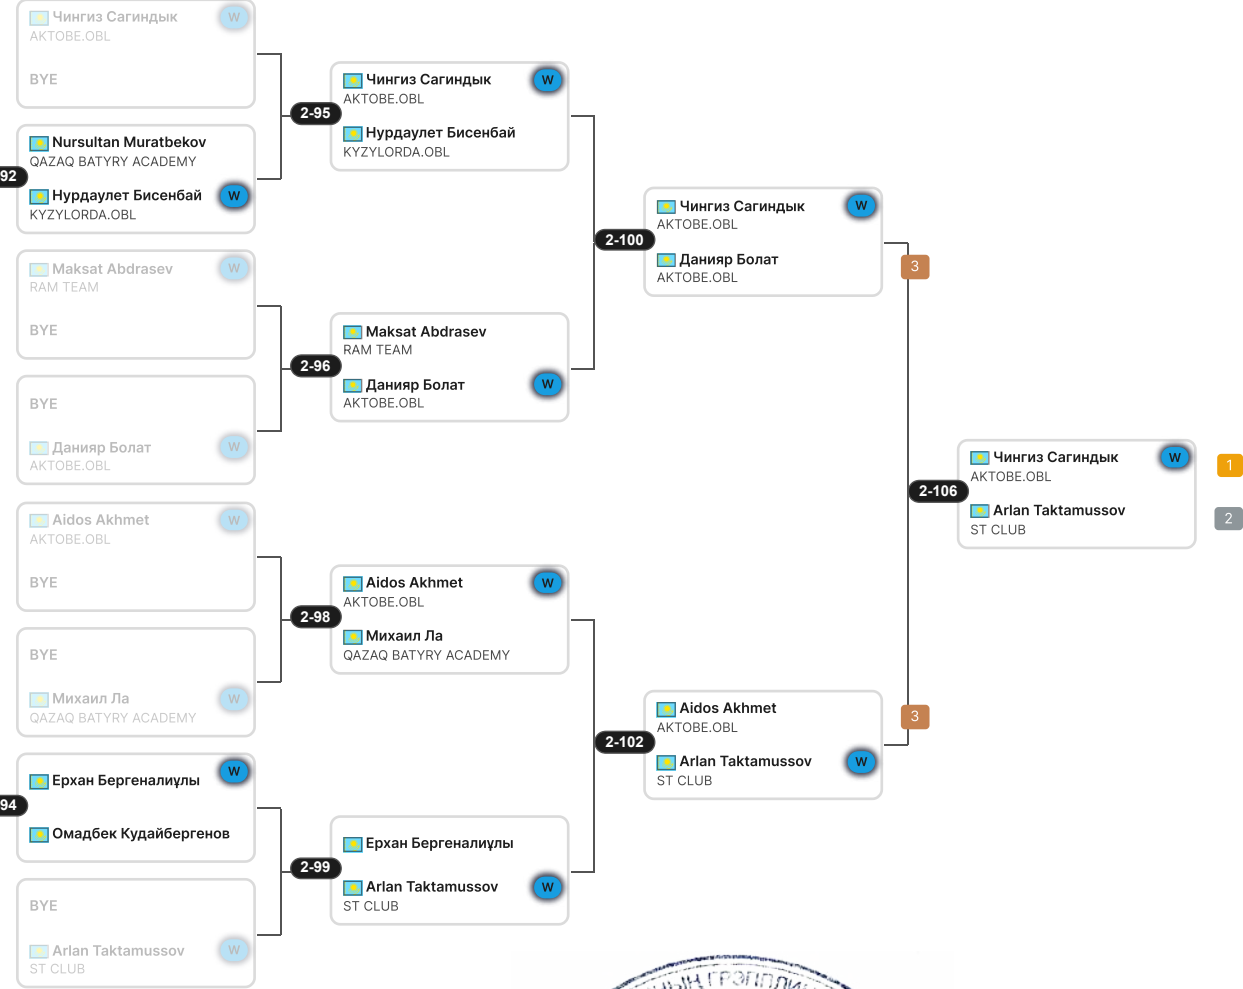 Чингиз Сагиндык W
AKTOBE.OBL
BYE
92
Nursultan Muratbekov
QAZAQ BATYRY ACADEMY
Нурдаулет Бисенбай W
KYZYLORDA.OBL
Maksat Abdrasev W
RAM TEAM
BYE
BYE
Данияр Болат W
AKTOBE.OBL
Aidos Akhmet W
AKTOBE.OBL
BYE
BYE
Михаил Ла W
QAZAQ BATYRY ACADEMY
94
Ерхан Бергеналиұлы W
Омадбек Кудайбергенов
BYE
Arlan Taktamussov W
ST CLUB
2-95
Чингиз Сагиндык W
AKTOBE.OBL
Нурдаулет Бисенбай
KYZYLORDA.OBL
2-96
Maksat Abdrasev
RAM TEAM
Данияр Болат W
AKTOBE.OBL
2-98
Aidos Akhmet W
AKTOBE.OBL
Михаил Ла
QAZAQ BATYRY ACADEMY
2-99
Ерхан Бергеналиұлы
Arlan Taktamussov W
ST CLUB
2-100
Чингиз Сагиндык W
AKTOBE.OBL
Данияр Болат
AKTOBE.OBL
3
2-102
Aidos Akhmet
AKTOBE.OBL
Arlan Taktamussov W
ST CLUB
3
2-106
Чингиз Сагиндык W
AKTOBE.OBL
Arlan Taktamussov
ST CLUB
1
2